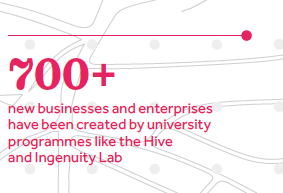 700+
new businesses and enterprises
have been created by university
programmes like the Hive
and Ingenuity Lab